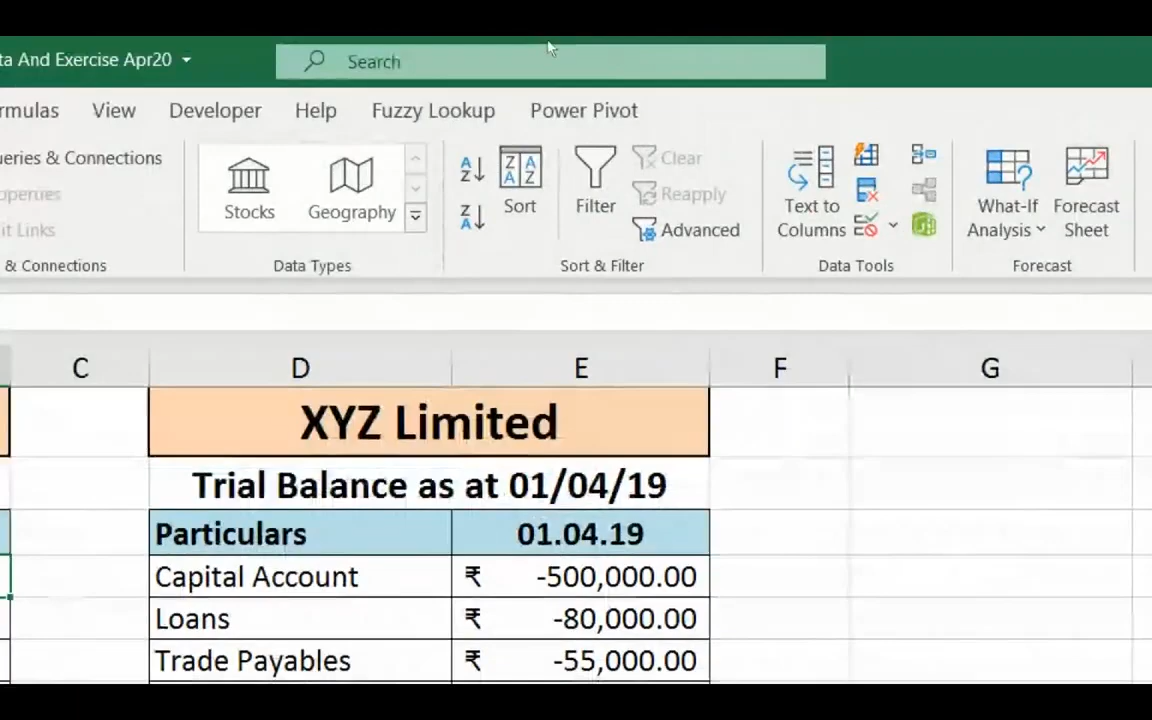 ta And Exercise Apr20
Search
rmulas View Developer Help Fuzzy Lookup Power Pivot
ueries & Connections
operties
it Links
& Connections
Stocks
Geography
Data Types
A
Z
Z
A
Z A
A Z
Sort
Filter
Clear
Reapply
Advanced
Sort & Filter
Text to
Columns
Data Tools
What-If
Analysis
Forecast
Sheet
Forecast
C D E F G
XYZ Limited
Trial Balance as at 01/04/19
Particulars 01.04.19
Capital Account ₹ -500,000.00
Loans ₹ -80,000.00
Trade Payables ₹ -55,000.00